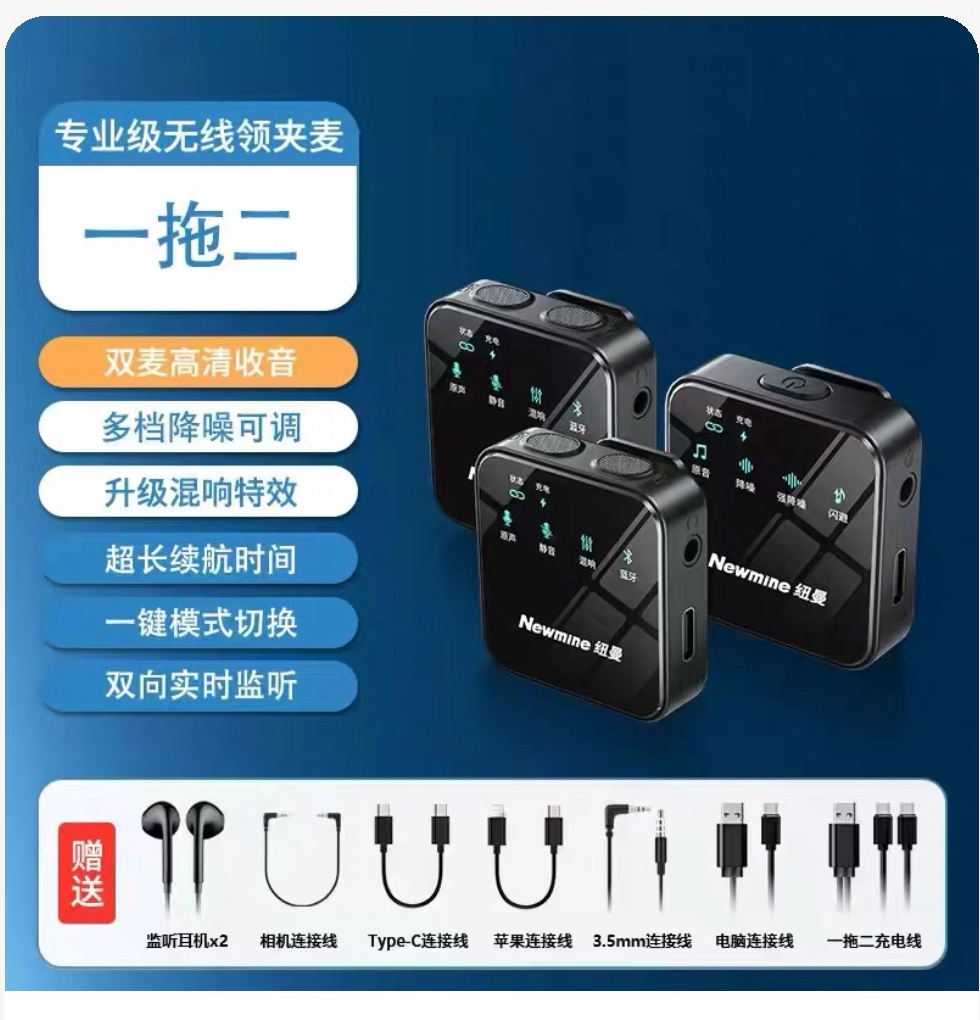 专业级无线领夹麦
一拖二
双麦高清收音
多档降噪可调
升级混响特效
超长续航时间
一键模式切换
双向实时监听
状态 充电
原声 静音 混响 蓝牙
N
状态 充电
原音 降噪 强降噪 闪避
Newmine 纽曼
状态 充电
原声 静音 混响 蓝牙
Newmine 纽曼
赠送
监听耳机x2 相机连接线 Type-C连接线 苹果连接线 3.5mm连接线 电脑连接线 一拖二充电线